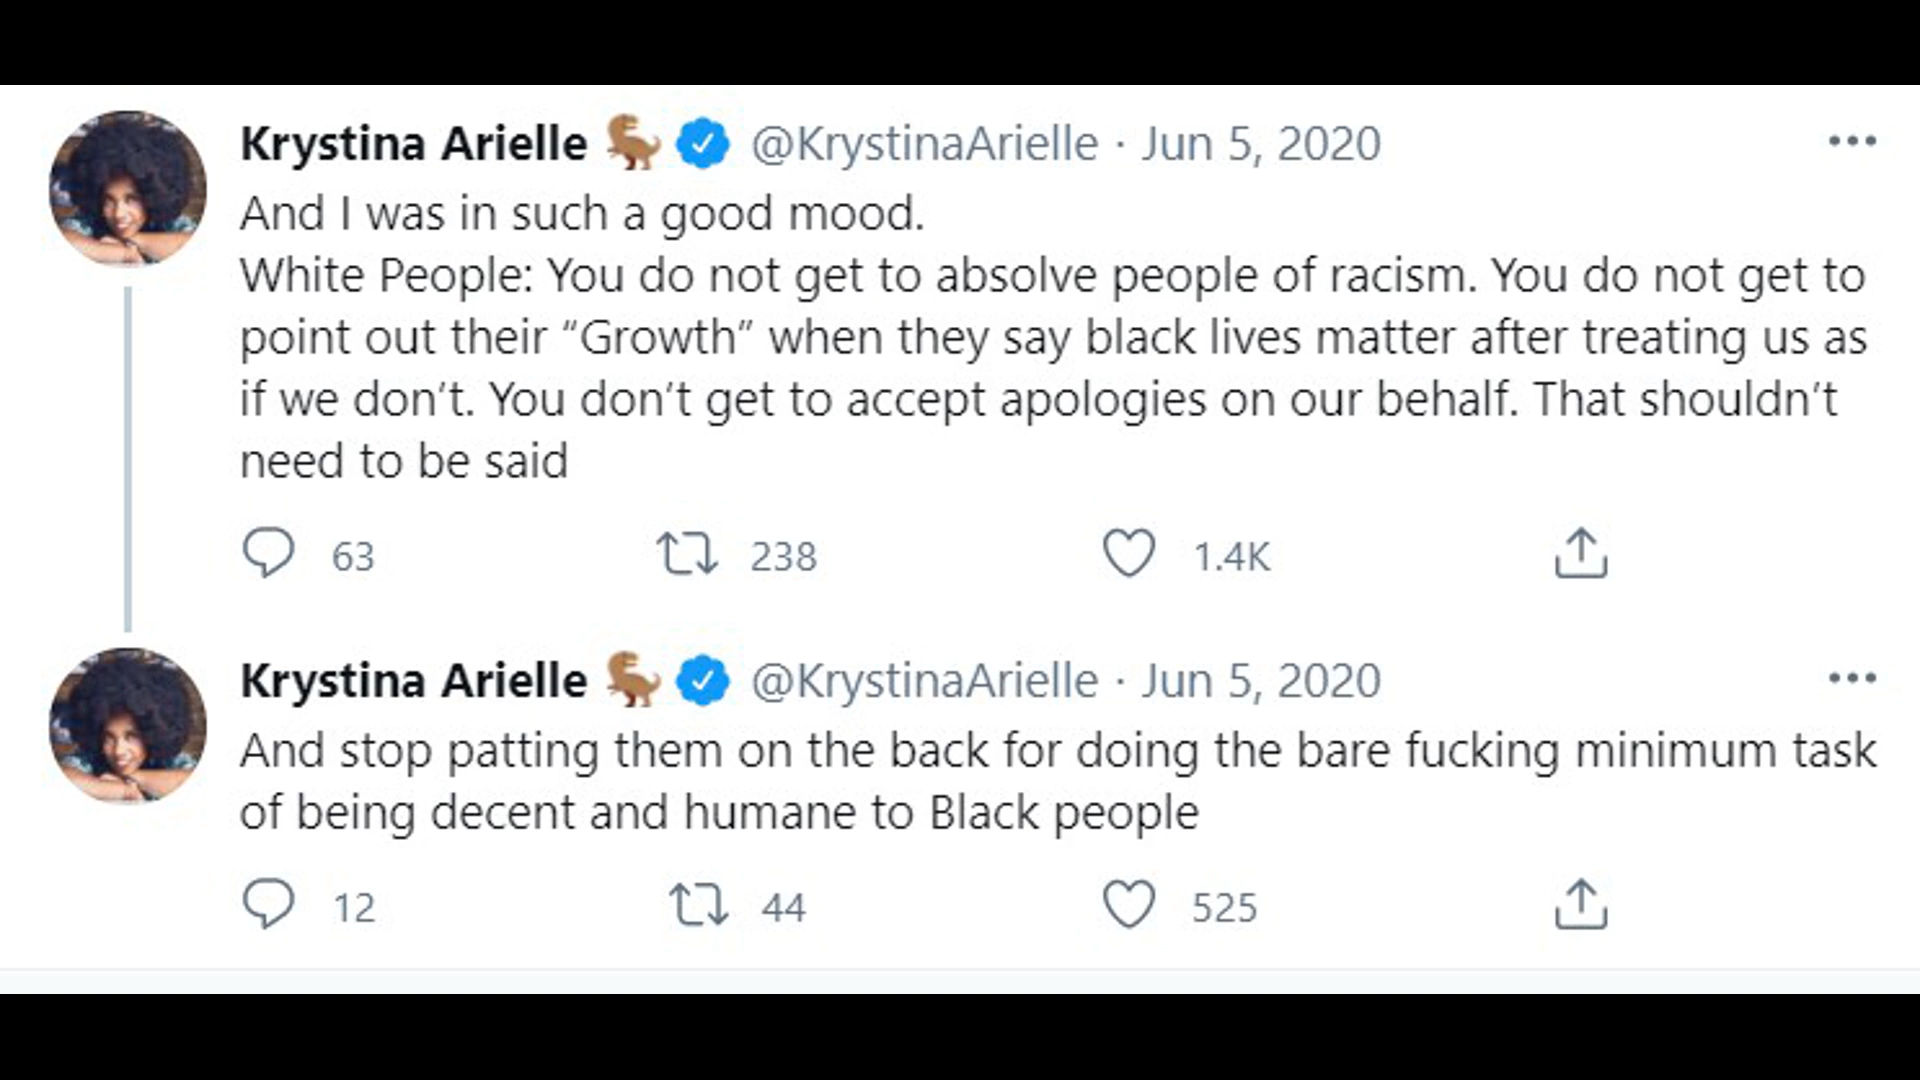 Krystina Arielle 🦖 @KrystinaArielle · Jun 5, 2020
And I was in such a good mood.
White People: You do not get to absolve people of racism. You do not get to
point out their “Growth” when they say black lives matter after treating us as
if we don’t. You don’t get to accept apologies on our behalf. That shouldn’t
need to be said
63 238 1.4K
Krystina Arielle 🦖 @KrystinaArielle · Jun 5, 2020
And stop patting them on the back for doing the bare fucking minimum task
of being decent and humane to Black people
12 44 525